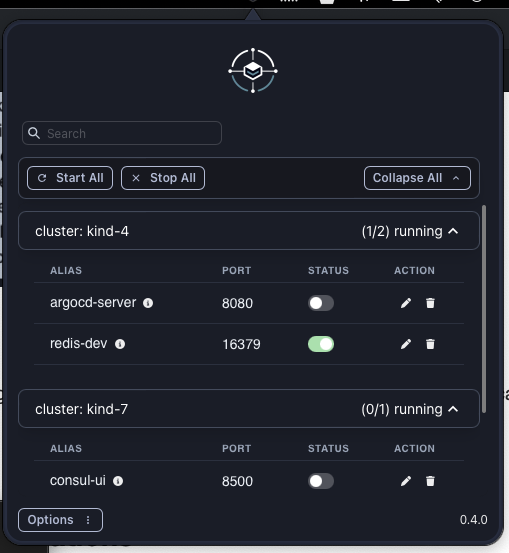 Search
Start All Stop All Collapse All
cluster: kind-4 (1/2) running
ALIAS PORT STATUS ACTION
argocd-server 8080
redis-dev 16379
cluster: kind-7 (0/1) running
ALIAS PORT STATUS ACTION
consul-ui 8500
Options 0.4.0